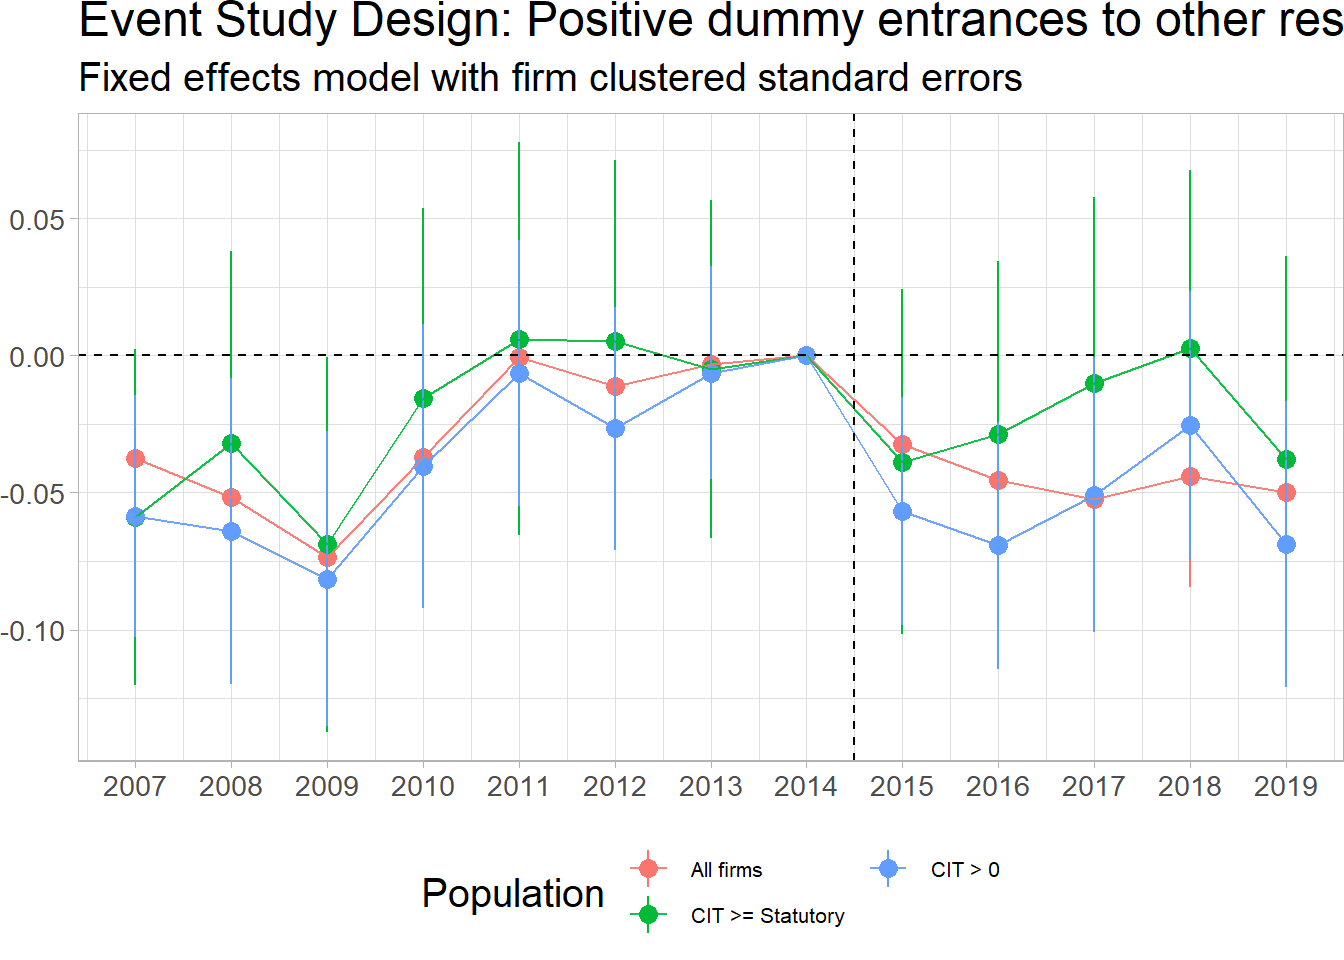 Event Study Design: Positive dummy entrances to other res
Fixed effects model with firm clustered standard errors
0.05
0.00
-0.05
-0.10
2007 2008 2009 2010 2011 2012 2013 2014 2015 2016 2017 2018 2019
Population
All firms
CIT > 0
CIT >= Statutory